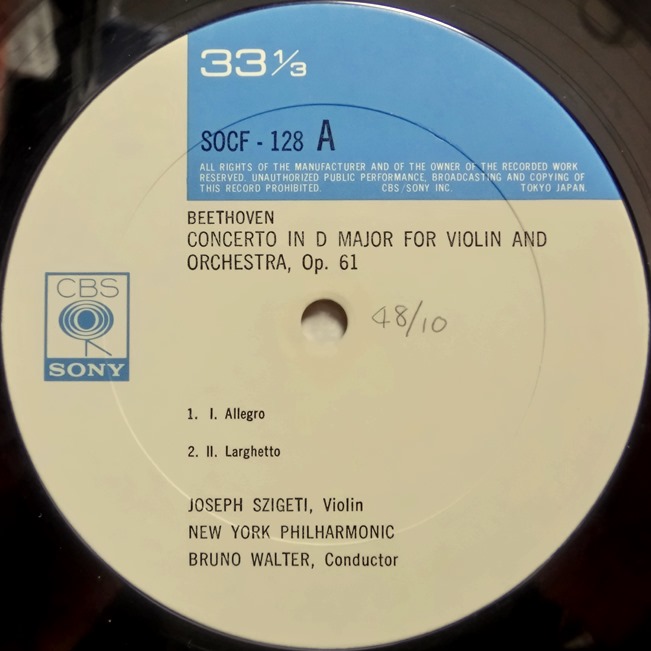 33 1/3
SOCF - 128 A
ALL RIGHTS OF THE MANUFACTURER AND OF THE OWNER OF THE RECORDED WORK
RESERVED. UNAUTHORIZED PUBLIC PERFORMANCE, BROADCASTING AND COPYING OF
THIS RECORD PROHIBITED. CBS/SONY INC. TOKYO JAPAN.
BEETHOVEN
CONCERTO IN D MAJOR FOR VIOLIN AND
ORCHESTRA, Op. 61
CBS
SONY
48/10
1. I. Allegro
2. II. Larghetto
JOSEPH SZIGETI, Violin
NEW YORK PHILHARMONIC
BRUNO WALTER, Conductor